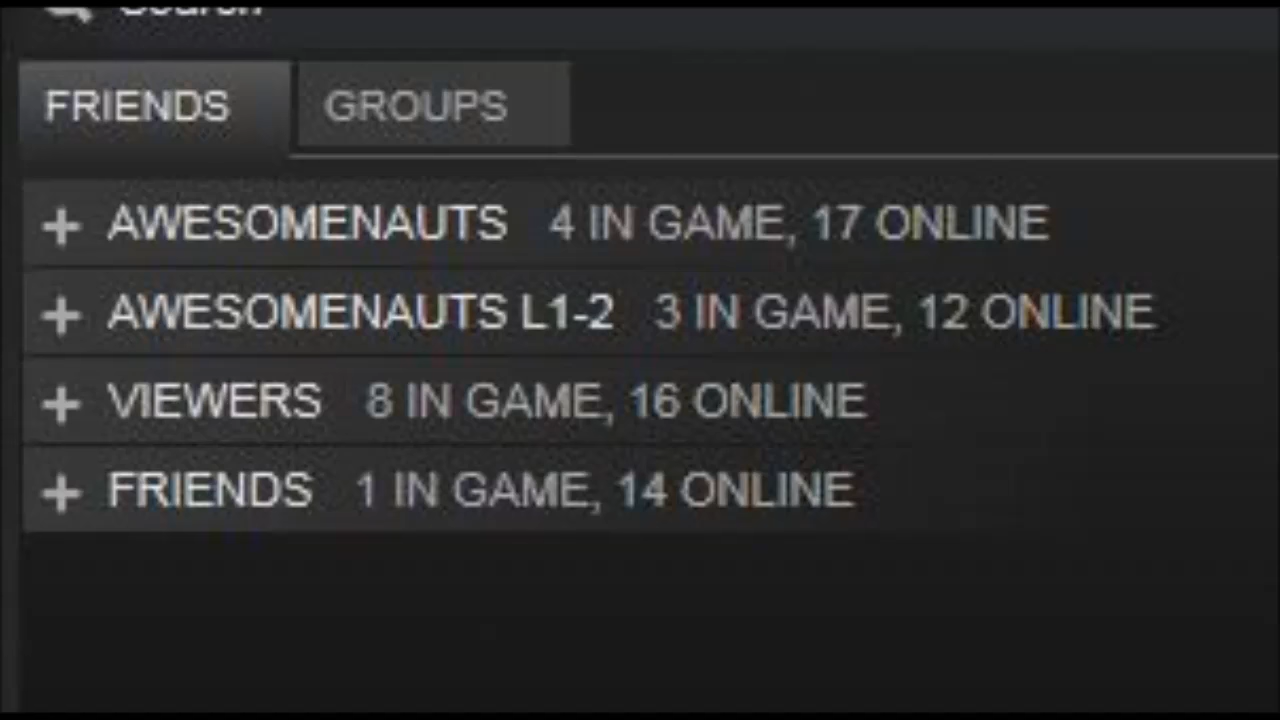 Search
FRIENDS GROUPS
AWESOMENAUTS 4 IN GAME, 17 ONLINE
AWESOMENAUTS L1-2 3 IN GAME, 12 ONLINE
VIEWERS 8 IN GAME, 16 ONLINE
FRIENDS 1 IN GAME, 14 ONLINE